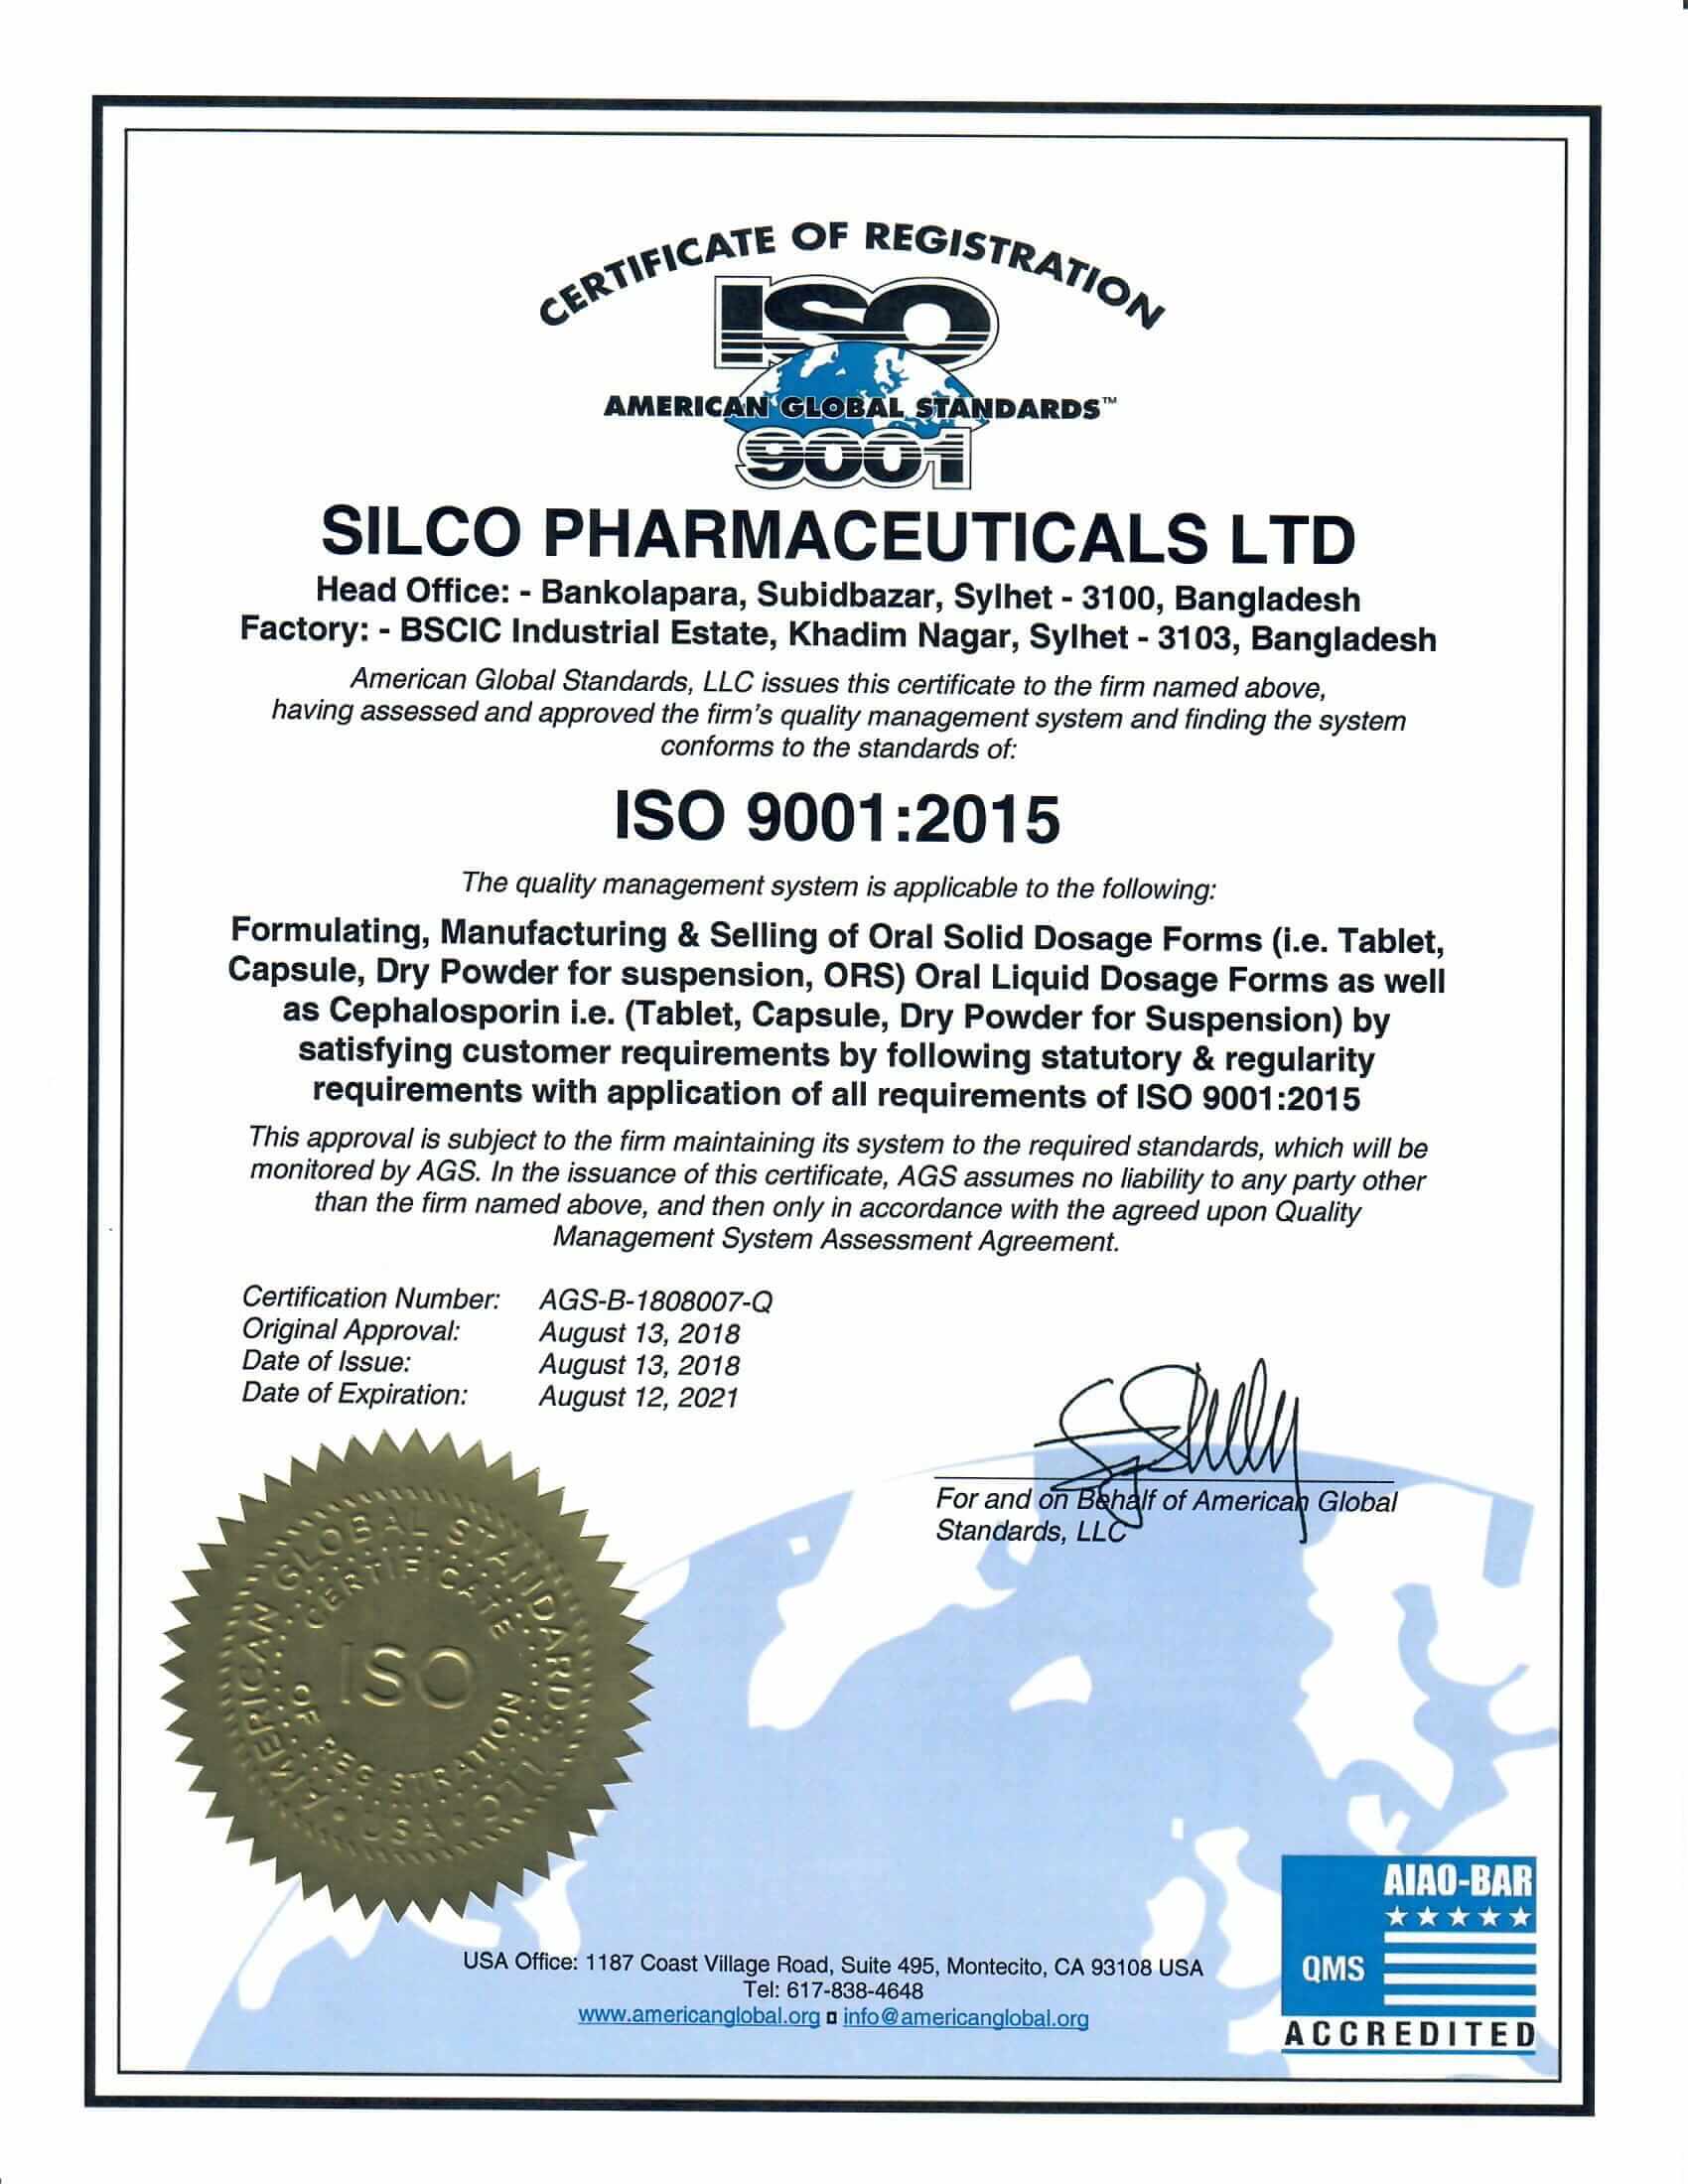 CERTIFICATE OF REGISTRATION
ISO
AMERICAN GLOBAL STANDARDS™
9001
SILCO PHARMACEUTICALS LTD
Head Office: - Bankolapara, Subidbazar, Sylhet - 3100, Bangladesh
Factory: - BSCIC Industrial Estate, Khadim Nagar, Sylhet - 3103, Bangladesh
American Global Standards, LLC issues this certificate to the firm named above,
having assessed and approved the firm's quality management system and finding the system
conforms to the standards of:
ISO 9001:2015
The quality management system is applicable to the following:
Formulating, Manufacturing & Selling of Oral Solid Dosage Forms (i.e. Tablet,
Capsule, Dry Powder for suspension, ORS) Oral Liquid Dosage Forms as well
as Cephalosporin i.e. (Tablet, Capsule, Dry Powder for Suspension) by
satisfying customer requirements by following statutory & regularity
requirements with application of all requirements of ISO 9001:2015
This approval is subject to the firm maintaining its system to the required standards, which will be
monitored by AGS. In the issuance of this certificate, AGS assumes no liability to any party other
than the firm named above, and then only in accordance with the agreed upon Quality
Management System Assessment Agreement.
Certification Number: AGS-B-1808007-Q
Original Approval: August 13, 2018
Date of Issue: August 13, 2018
Date of Expiration: August 12, 2021
For and on Behalf of American Global
Standards, LLC
AMERICAN GLOBAL STANDARDS, LLC
CERTIFICATE
ISO
OF REGISTRATION
• USA •
AIAO-BAR
QMS
ACCREDITED
USA Office: 1187 Coast Village Road, Suite 495, Montecito, CA 93108 USA
Tel: 617-838-4648
www.americanglobal.org ¤ info@americanglobal.org